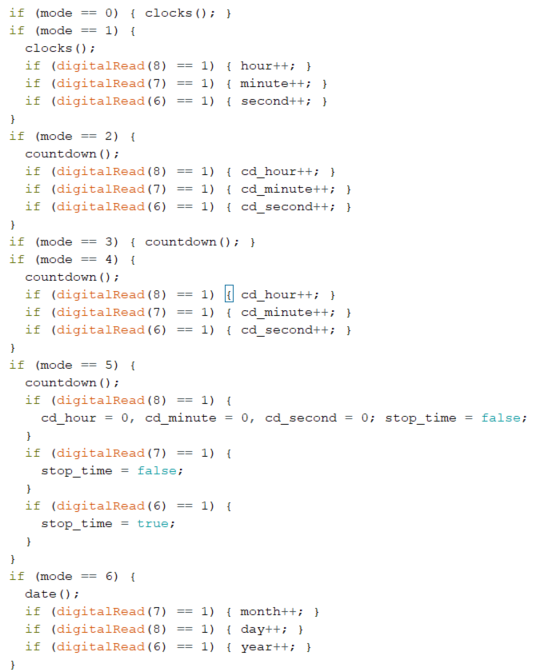 if (mode == 0) { clocks(); }
if (mode == 1) {
  clocks();
  if (digitalRead(8) == 1) { hour++; }
  if (digitalRead(7) == 1) { minute++; }
  if (digitalRead(6) == 1) { second++; }
}
if (mode == 2) {
  countdown();
  if (digitalRead(8) == 1) { cd_hour++; }
  if (digitalRead(7) == 1) { cd_minute++; }
  if (digitalRead(6) == 1) { cd_second++; }
}
if (mode == 3) { countdown(); }
if (mode == 4) {
  countdown();
  if (digitalRead(8) == 1) { cd_hour++; }
  if (digitalRead(7) == 1) { cd_minute++; }
  if (digitalRead(6) == 1) { cd_second++; }
}
if (mode == 5) {
  countdown();
  if (digitalRead(8) == 1) {
    cd_hour = 0, cd_minute = 0, cd_second = 0; stop_time = false;
  }
  if (digitalRead(7) == 1) {
    stop_time = false;
  }
  if (digitalRead(6) == 1) {
    stop_time = true;
  }
}
if (mode == 6) {
  date();
  if (digitalRead(7) == 1) { month++; }
  if (digitalRead(8) == 1) { day++; }
  if (digitalRead(6) == 1) { year++; }
}